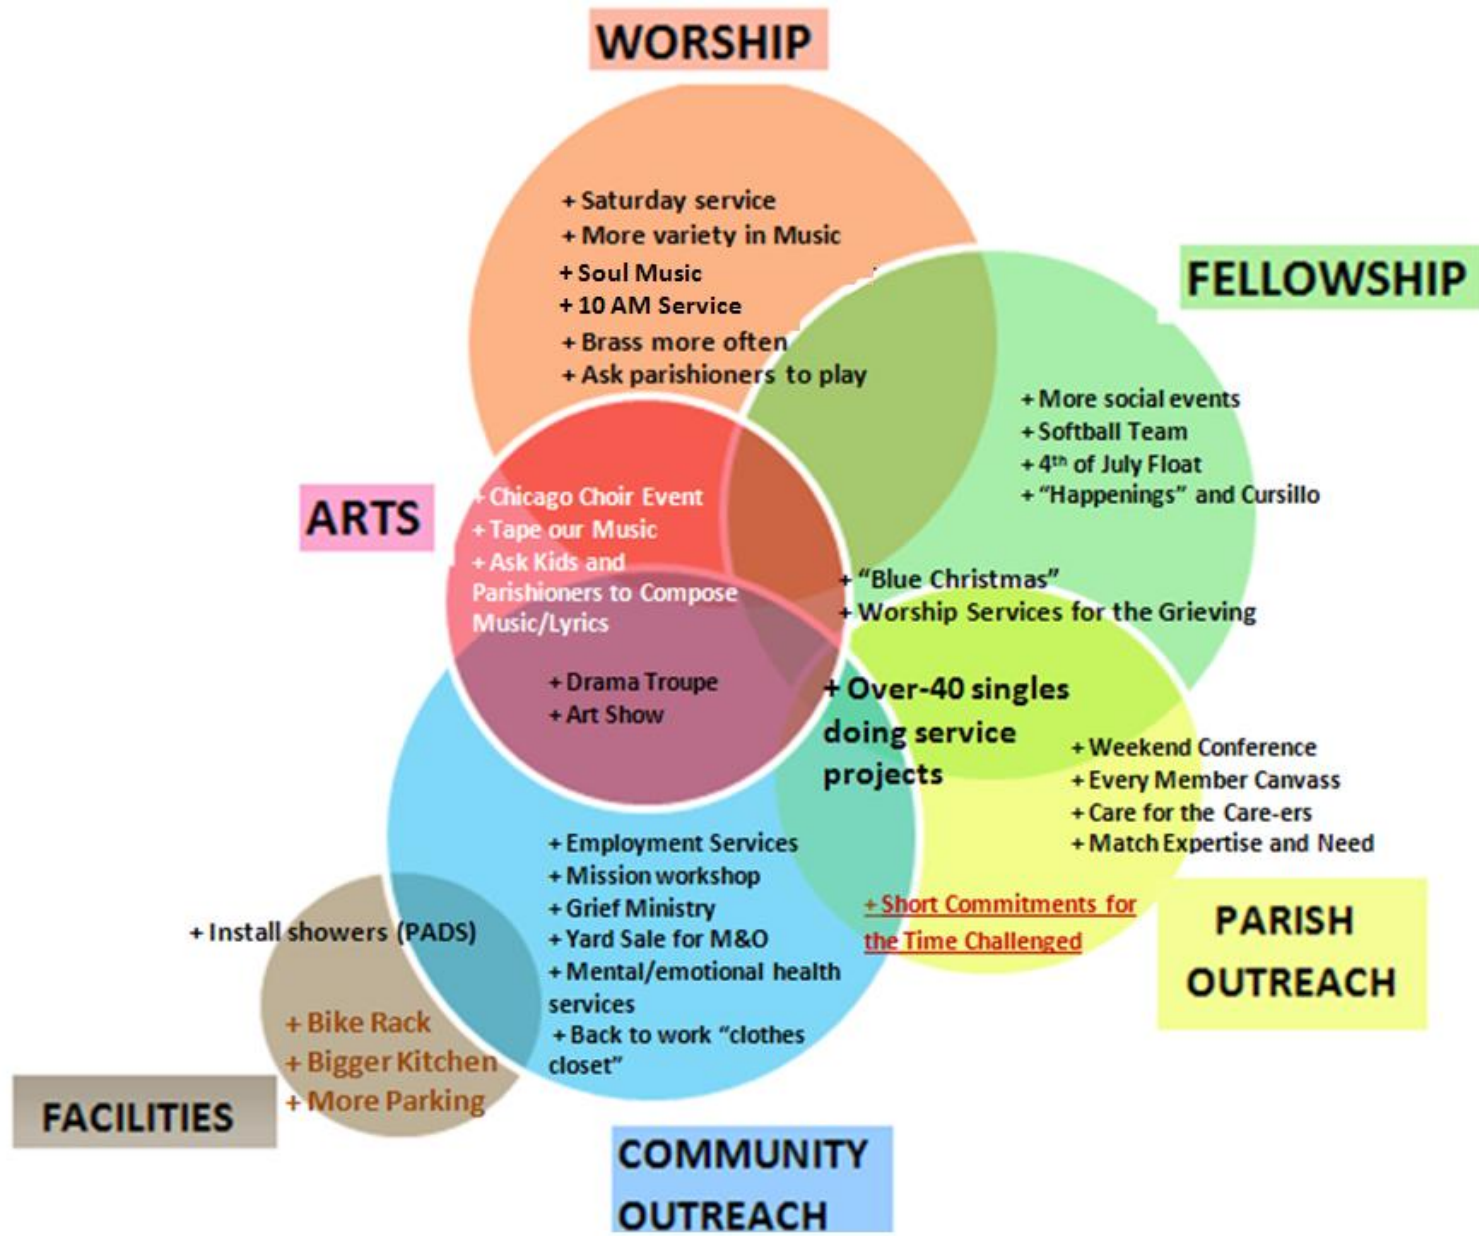 WORSHIP
+ Saturday service
+ More variety in Music
+ Soul Music
+ 10 AM Service
+ Brass more often
+ Ask parishioners to play
FELLOWSHIP
+ More social events
+ Softball Team
+ 4th of July Float
+ “Happenings” and Cursillo
ARTS
+ Chicago Choir Event
+ Tape our Music
+ Ask Kids and
Parishioners to Compose
Music/Lyrics
+ “Blue Christmas”
+ Worship Services for the Grieving
+ Drama Troupe
+ Art Show
+ Over-40 singles
doing service
projects
+ Weekend Conference
+ Every Member Canvass
+ Care for the Care-ers
+ Match Expertise and Need
+ Employment Services
+ Mission workshop
+ Grief Ministry
+ Yard Sale for M&O
+ Mental/emotional health
services
+ Back to work “clothes
closet”
+ Short Commitments for
the Time Challenged
PARISH
OUTREACH
+ Install showers (PADS)
+ Bike Rack
+ Bigger Kitchen
+ More Parking
FACILITIES
COMMUNITY
OUTREACH